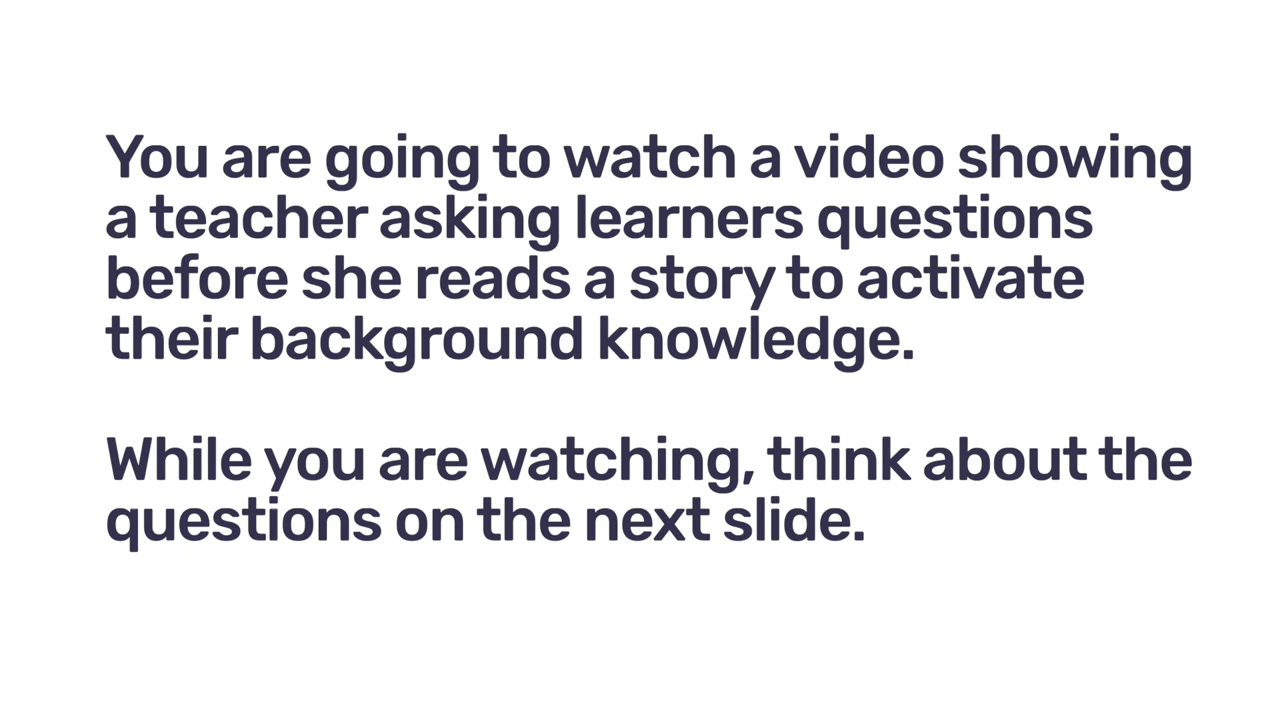 You are going to watch a video showing
a teacher asking learners questions
before she reads a story to activate
their background knowledge.
While you are watching, think about the
questions on the next slide.